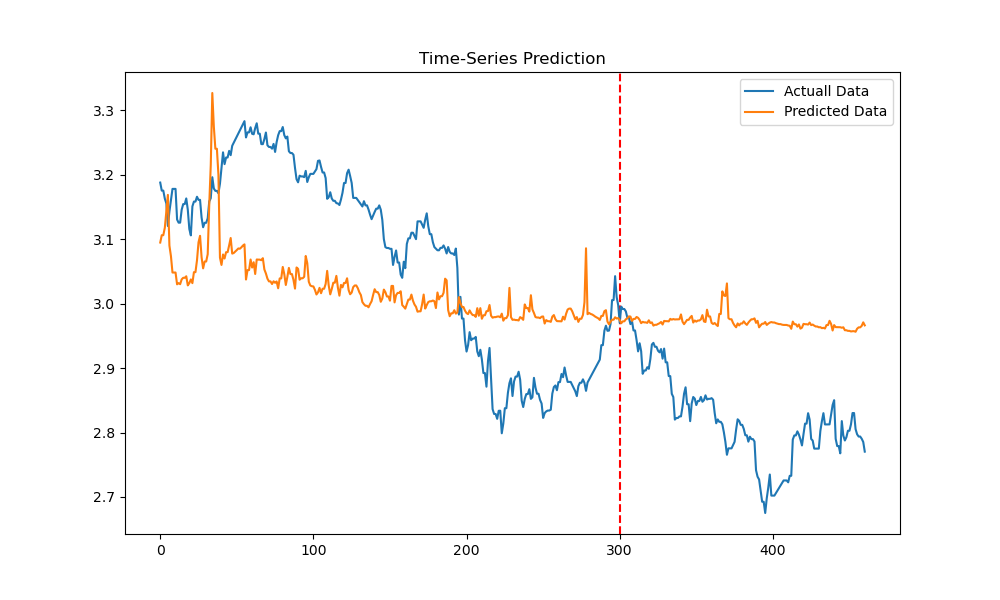 Time-Series Prediction
Actuall Data
Predicted Data
3.3
3.2
3.1
3.0
2.9
2.8
2.7
0 100 200 300 400